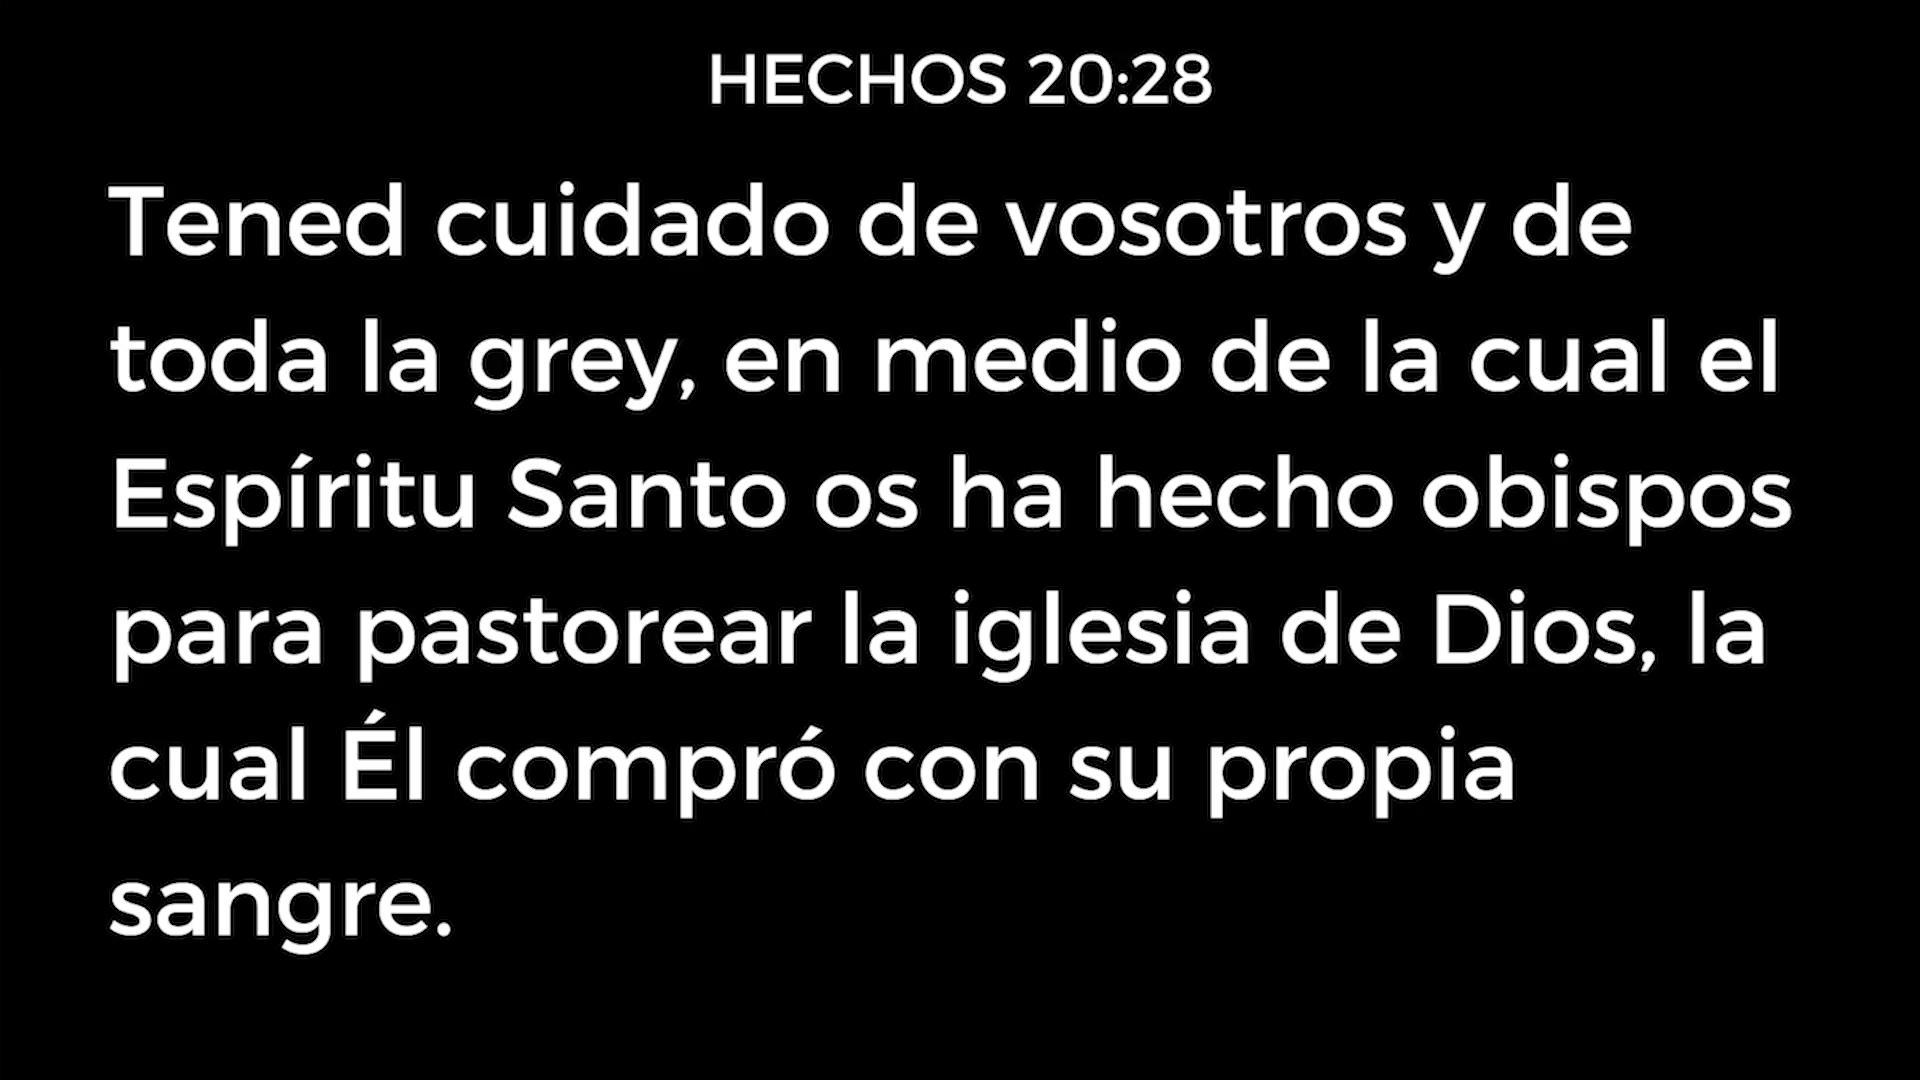 HECHOS 20:28
Tened cuidado de vosotros y de
toda la grey, en medio de la cual el
Espíritu Santo os ha hecho obispos
para pastorear la iglesia de Dios, la
cual Él compró con su propia
sangre.